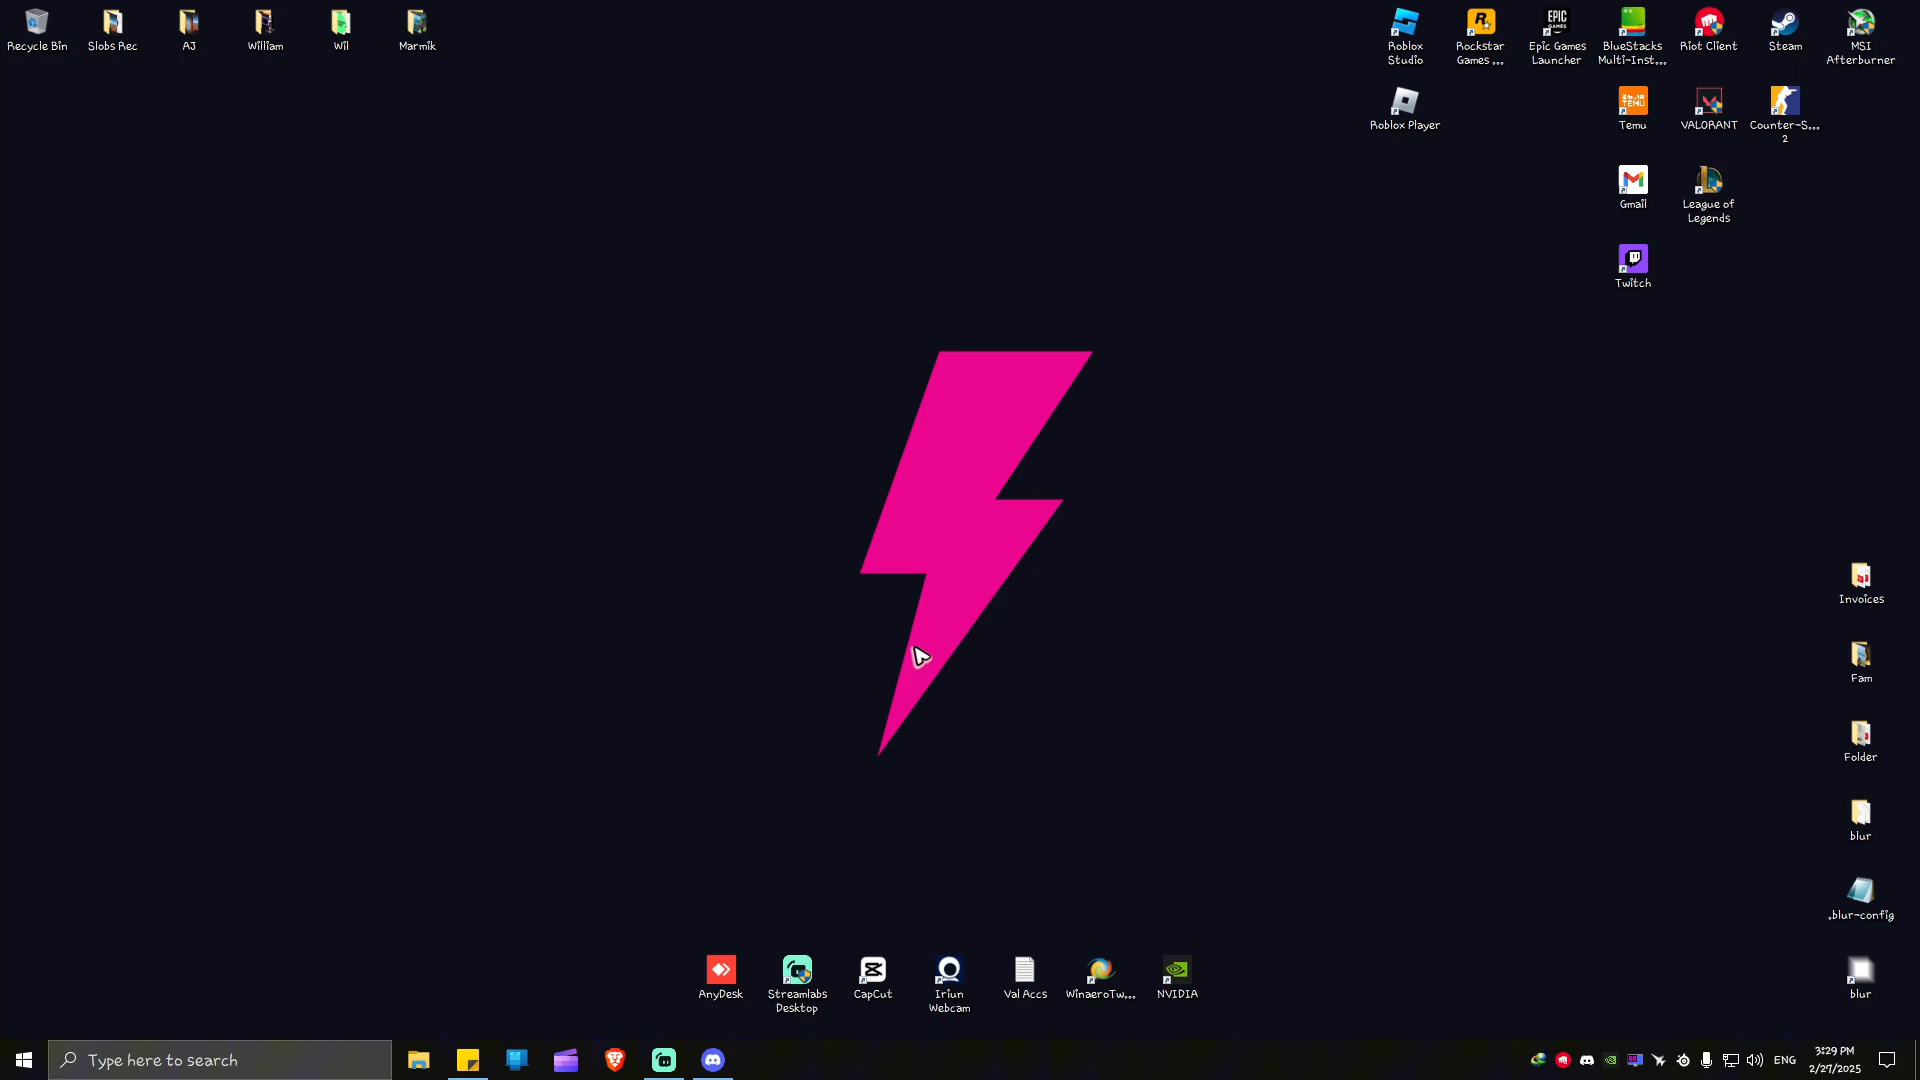 Recycle Bin
Slobs Rec
AJ
William
Wil
Marmik
Roblox
Studio
Rockstar
Games ...
EPIC
GAMES
Epic Games
Launcher
BlueStacks
Multi-Inst...
Riot Client
Steam
MSI
Afterburner
Roblox Player
TEMU
Temu
VALORANT
Counter-S...
2
Gmail
League of
Legends
Twitch
Invoices
Fam
Folder
blur
.blur-config
blur
AnyDesk
Streamlabs
Desktop
CapCut
Iriun
Webcam
Val Accs
WinaeroTw...
NVIDIA
Type here to search
ENG
3:29 PM
2/27/2025